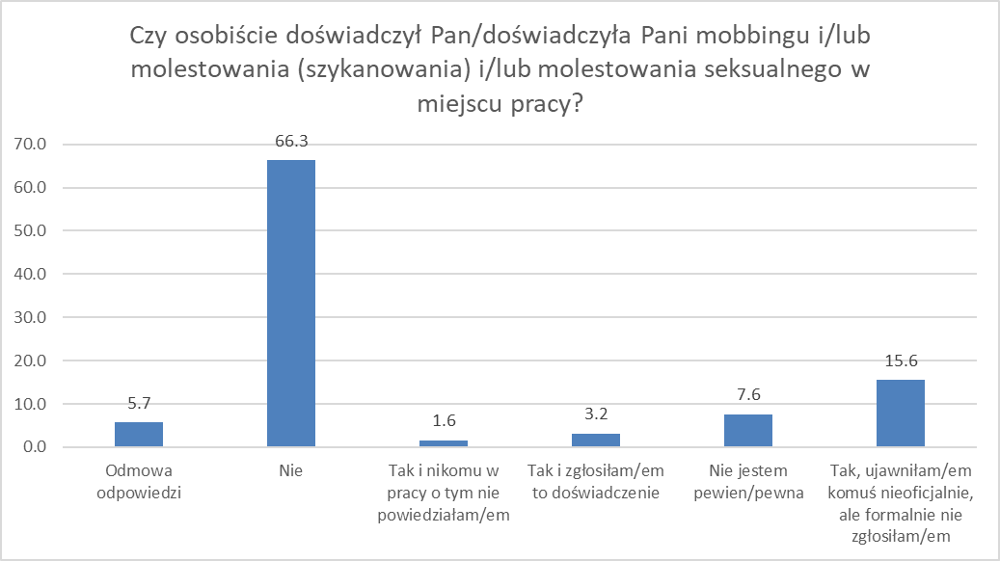 Czy osobiście doświadczył Pan/doświadczyła Pani mobbingu i/lub
molestowania (szykanowania) i/lub molestowania seksualnego w
miejscu pracy?
70.0
60.0
50.0
40.0
30.0
20.0
10.0
0.0
5.7
66.3
1.6
3.2
7.6
15.6
Odmowa
odpowiedzi
Nie
Tak i nikomu w
pracy o tym nie
powiedziałam/em
Tak i zgłosiłam/em
to doświadczenie
Nie jestem
pewien/pewna
Tak, ujawniłam/em
komuś nieoficjalnie,
ale formalnie nie
zgłosiłam/em